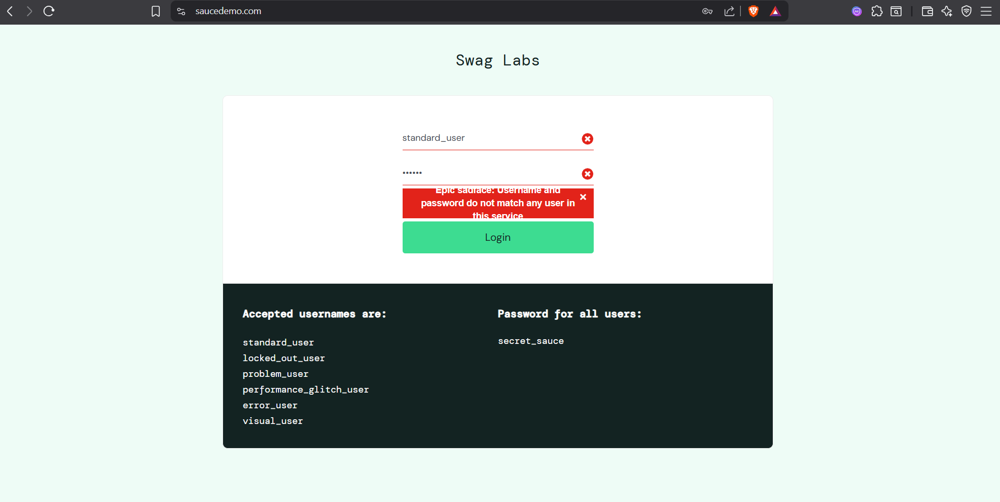 saucedemo.com
Swag Labs
standard_user
••••••
Epic sadface: Username and
password do not match any user in
this service
Login
Accepted usernames are:
standard_user
locked_out_user
problem_user
performance_glitch_user
error_user
visual_user
Password for all users:
secret_sauce